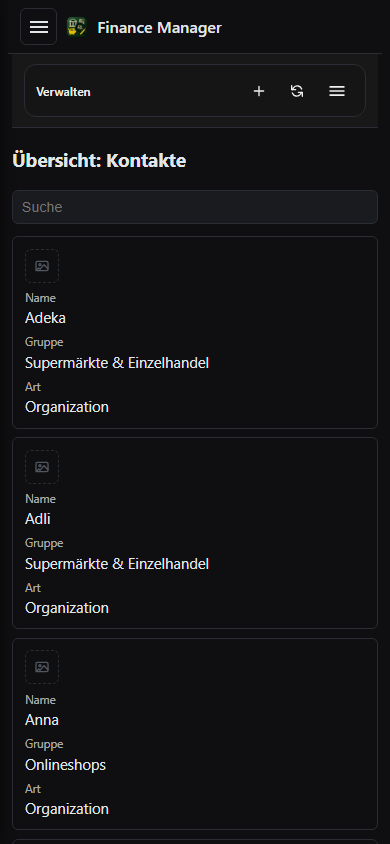 Finance Manager
Verwalten
Übersicht: Kontakte
Suche
Name
Adeka
Gruppe
Supermärkte & Einzelhandel
Art
Organization
Name
Adli
Gruppe
Supermärkte & Einzelhandel
Art
Organization
Name
Anna
Gruppe
Onlineshops
Art
Organization